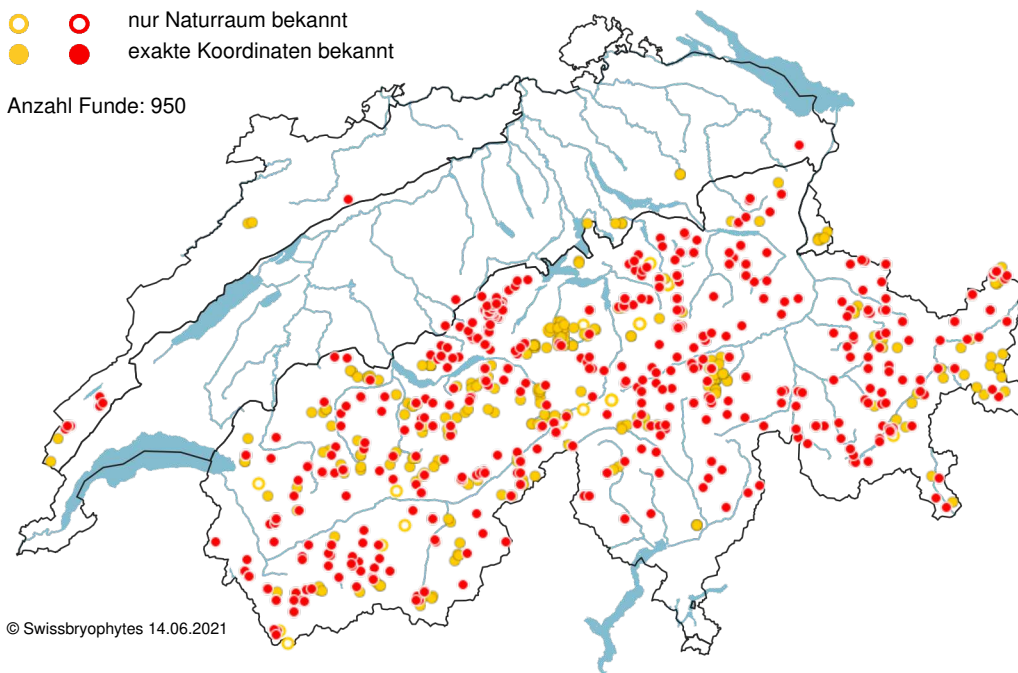 nur Naturraum bekannt
exakte Koordinaten bekannt
Anzahl Funde: 950
© Swissbryophytes 14.06.2021